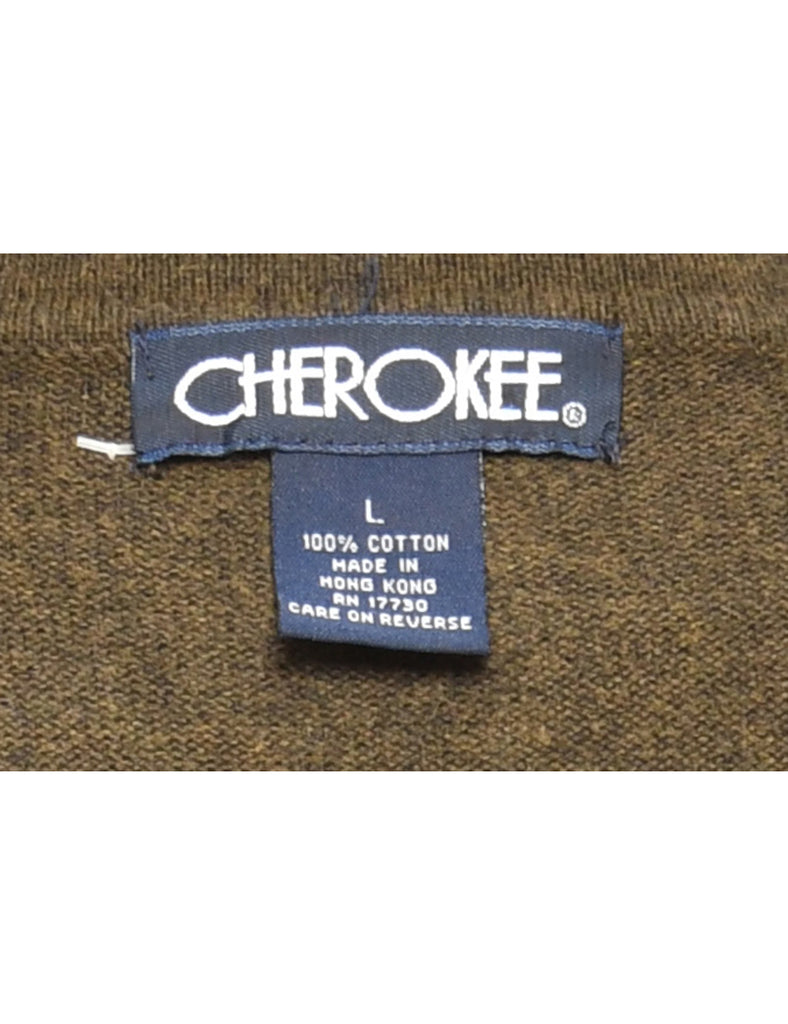 CHEROKEE®
L
100% COTTON
MADE IN
HONG KONG
RN 17730
CARE ON REVERSE